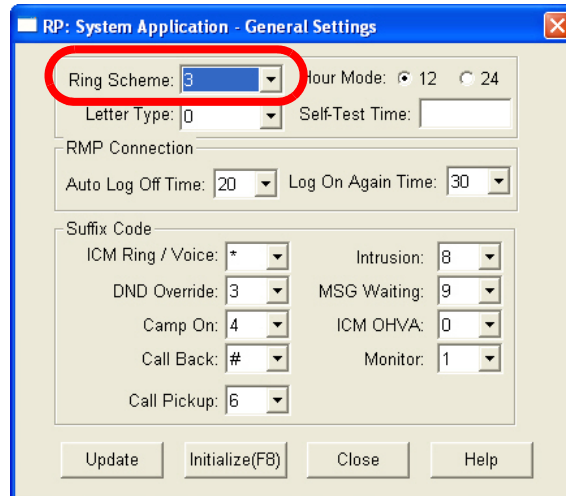 RP: System Application - General Settings
Ring Scheme: 3 Hour Mode: 12 24
Letter Type: 0 Self-Test Time:
RMP Connection
Auto Log Off Time: 20 Log On Again Time: 30
Suffix Code
ICM Ring / Voice: * Intrusion: 8
DND Override: 3 MSG Waiting: 9
Camp On: 4 ICM OHVA: 0
Call Back: # Monitor: 1
Call Pickup: 6
Update Initialize(F8) Close Help